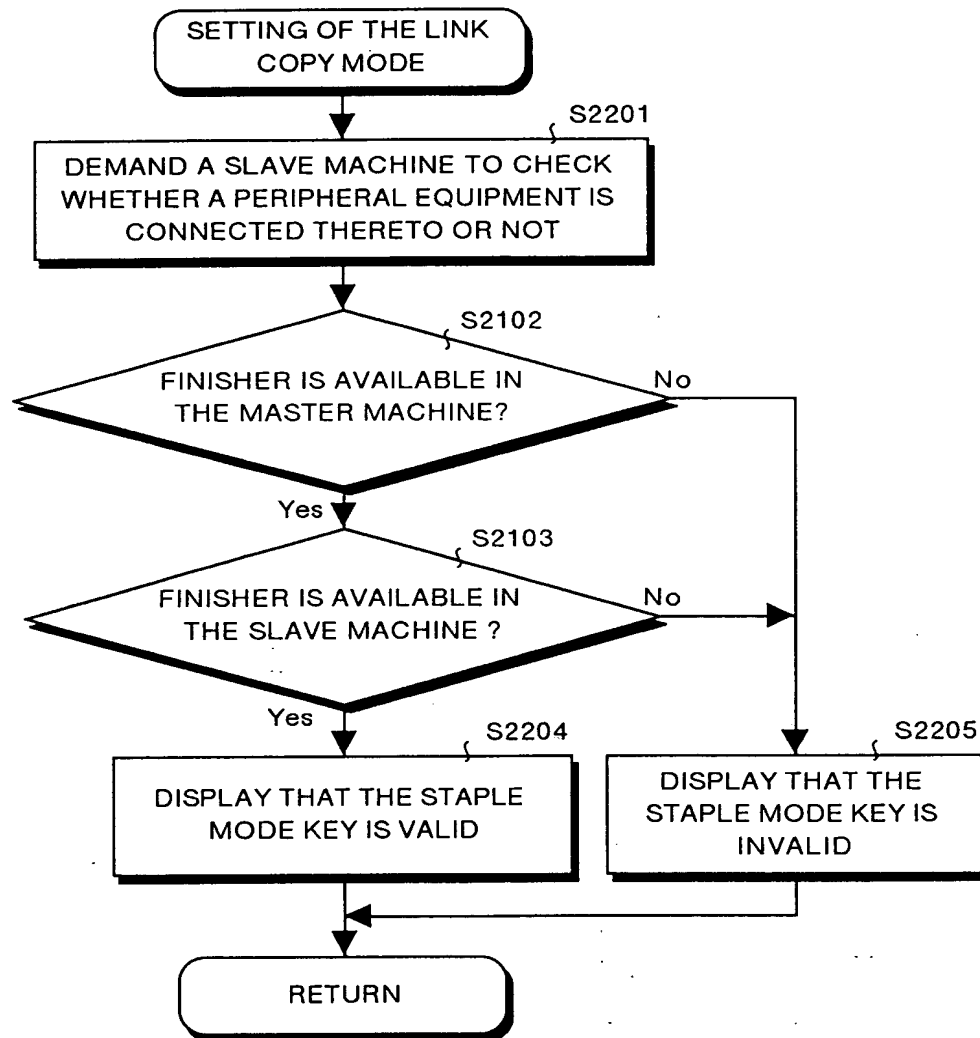 SETTING OF THE LINK
COPY MODE
S2201
DEMAND A SLAVE MACHINE TO CHECK
WHETHER A PERIPHERAL EQUIPMENT IS
CONNECTED THERETO OR NOT
S2102
FINISHER IS AVAILABLE IN
THE MASTER MACHINE?
No
Yes
S2103
FINISHER IS AVAILABLE IN
THE SLAVE MACHINE ?
No
Yes
S2204
DISPLAY THAT THE STAPLE
MODE KEY IS VALID
S2205
DISPLAY THAT THE
STAPLE MODE KEY IS
INVALID
RETURN